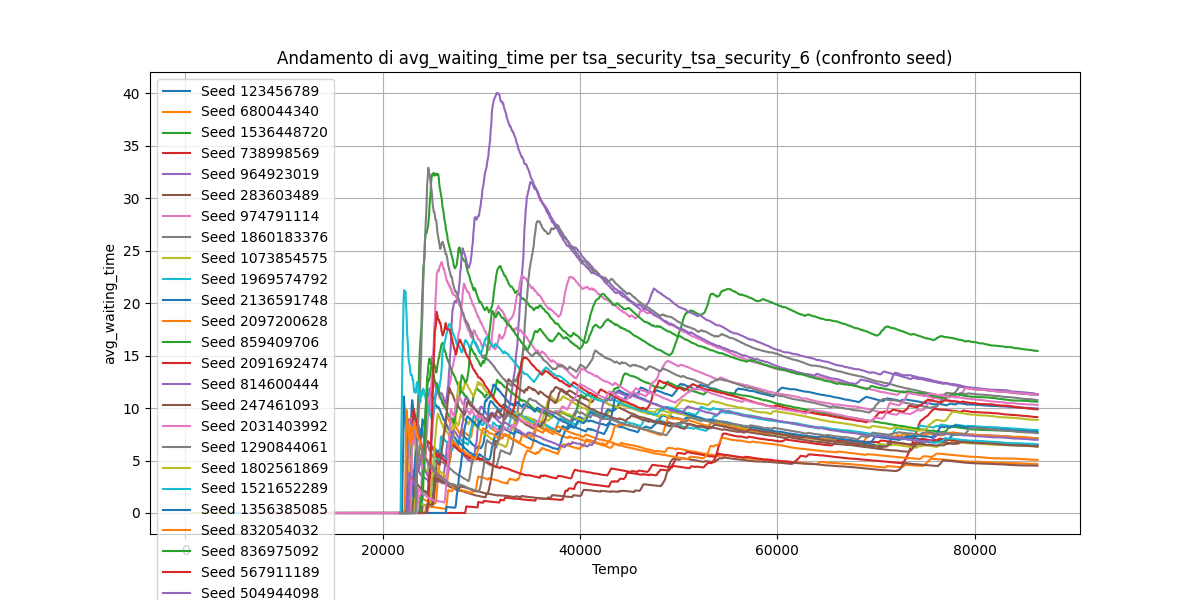 Andamento di avg_waiting_time per tsa_security_tsa_security_6 (confronto seed)
avg_waiting_time
40
35
30
25
20
15
10
5
0
Seed 123456789
Seed 680044340
Seed 1536448720
Seed 738998569
Seed 964923019
Seed 283603489
Seed 974791114
Seed 1860183376
Seed 1073854575
Seed 1969574792
Seed 2136591748
Seed 2097200628
Seed 859409706
Seed 2091692474
Seed 814600444
Seed 247461093
Seed 2031403992
Seed 1290844061
Seed 1802561869
Seed 1521652289
Seed 1356385085
Seed 832054032
Seed 836975092
Seed 567911189
Seed 504944098
0 20000 40000 60000 80000
Tempo